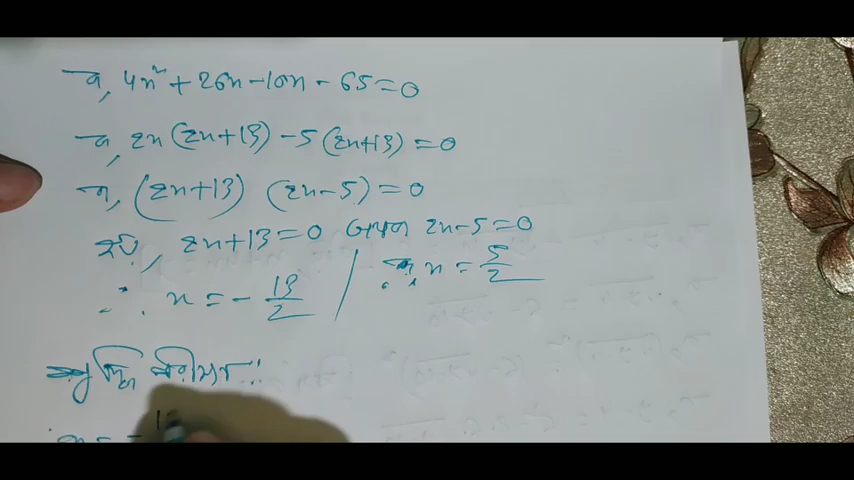 বা, 4x² + 26x - 10x - 65 = 0
বা, 2x (2x+13) - 5 (2x+13) = 0
বা, (2x+13) (2x-5) = 0
হয়, 2x+13 = 0 অথবা 2x-5 = 0
∴ x = - 13/2 / ∴ x = 5/2
শুদ্ধি পরীক্ষা:
x = -